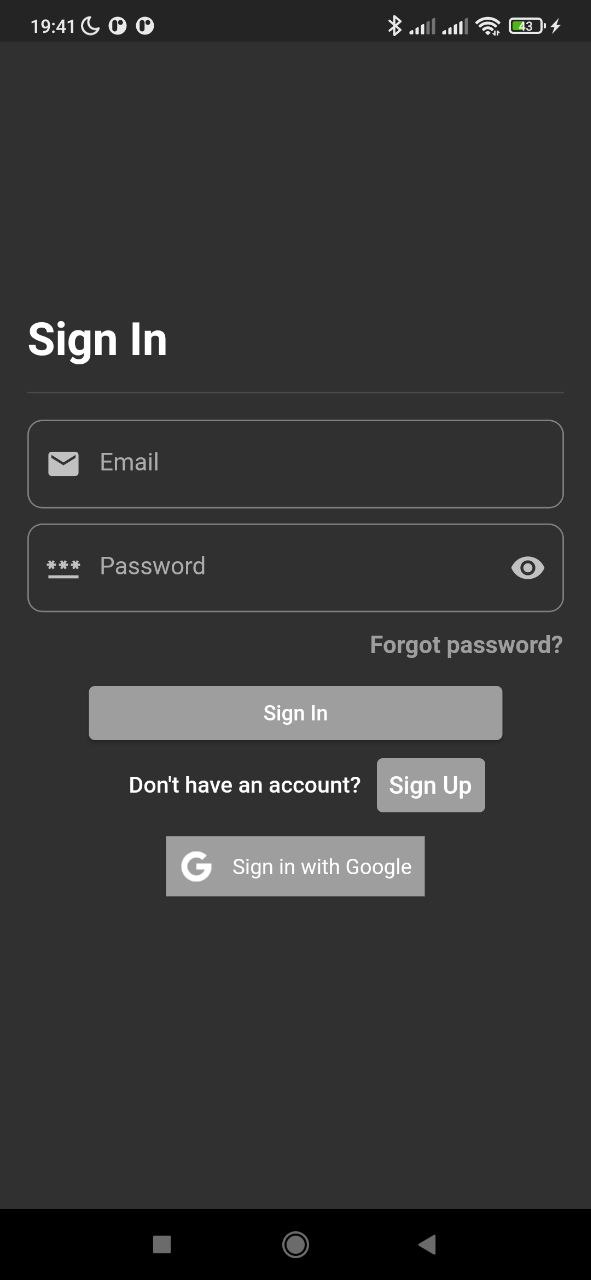 19:41 43
Sign In
Email
*** Password
Forgot password?
Sign In
Don't have an account? Sign Up
G Sign in with Google